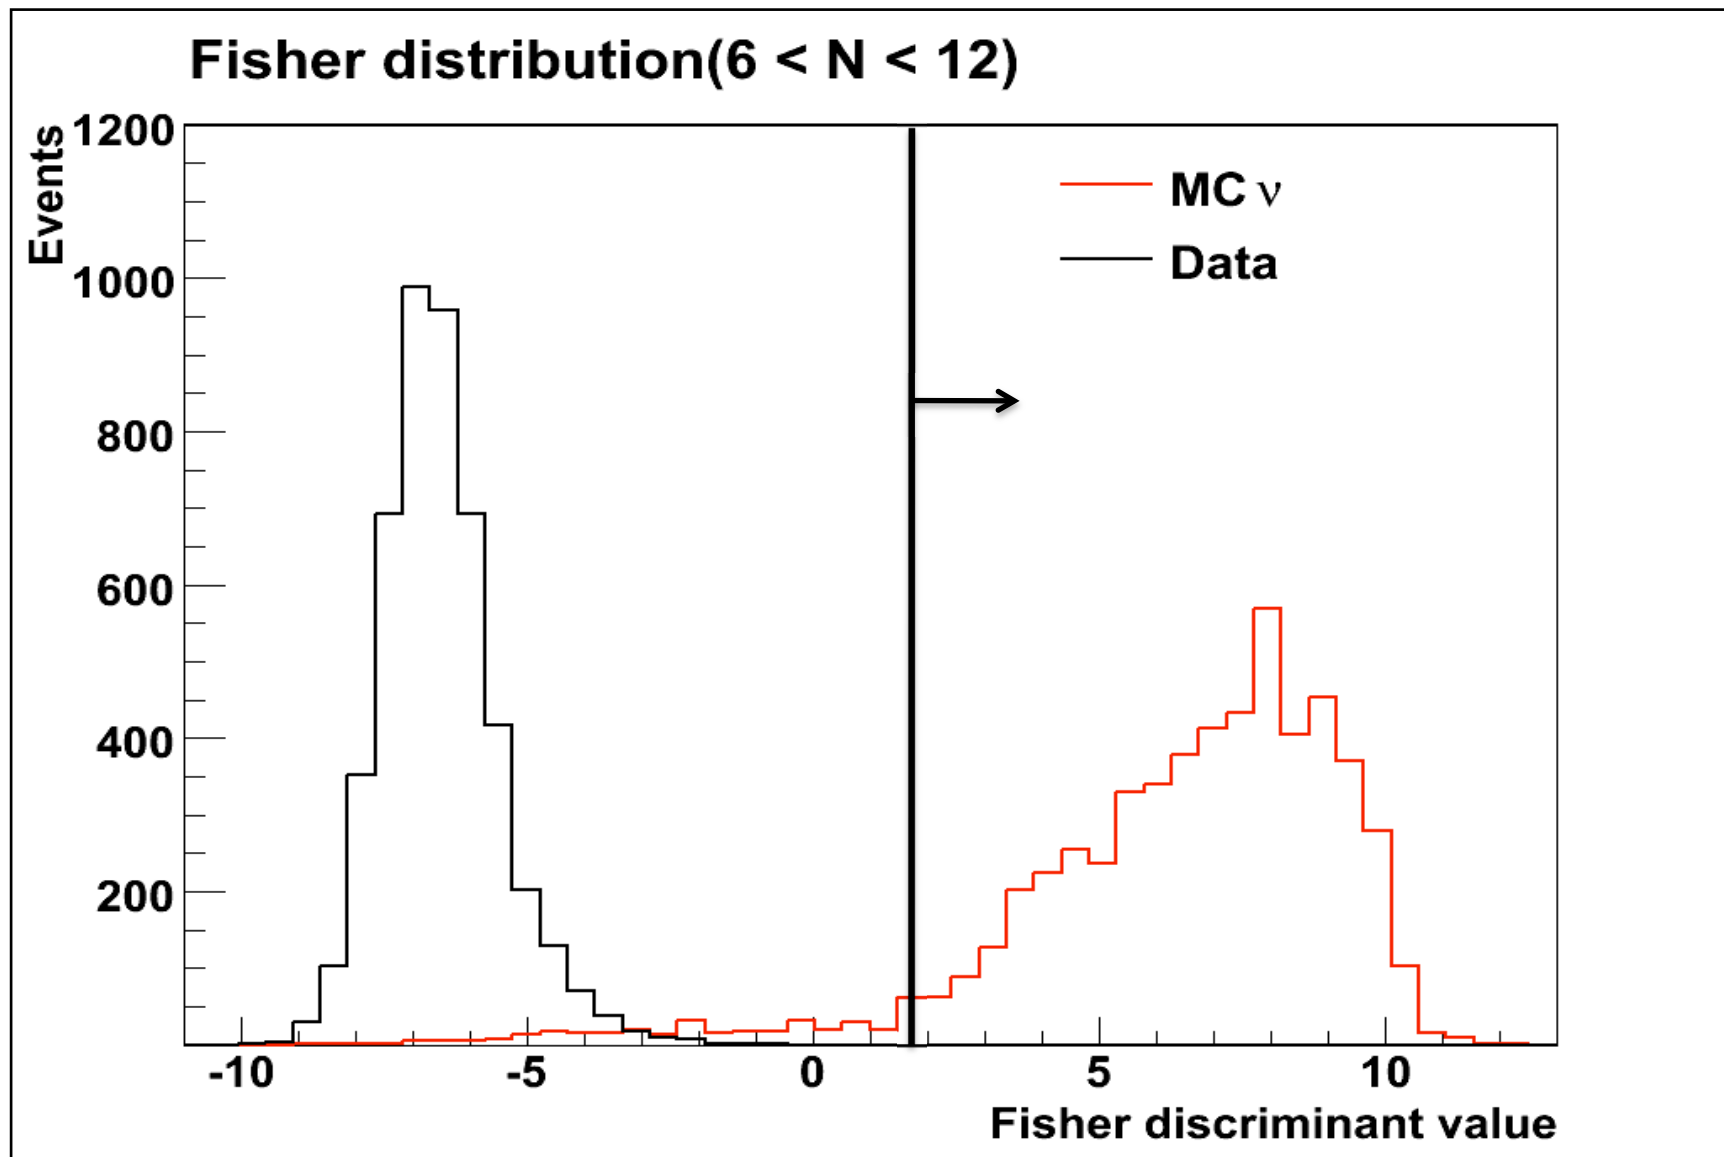 Fisher distribution(6 < N < 12)
Events
1200
1000
800
600
400
200
MC ν
Data
-10 -5 0 5 10
Fisher discriminant value